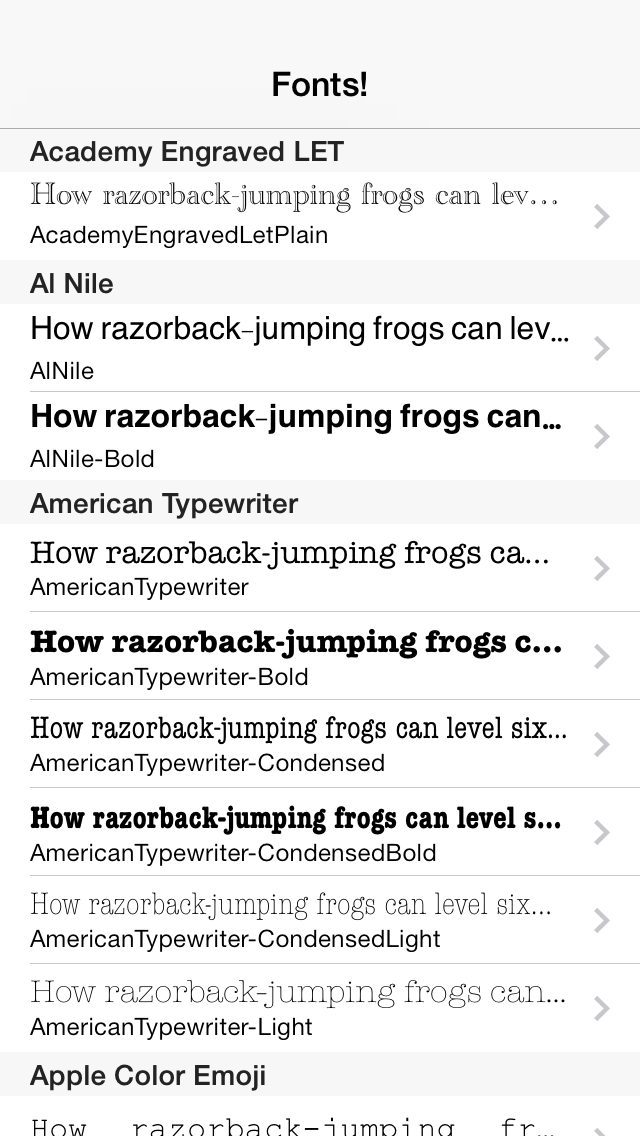 Fonts!
Academy Engraved LET
How razorback-jumping frogs can lev...
AcademyEngravedLetPlain
Al Nile
How razorback-jumping frogs can lev...
AlNile
How razorback-jumping frogs can...
AlNile-Bold
American Typewriter
How razorback-jumping frogs ca...
AmericanTypewriter
How razorback-jumping frogs c...
AmericanTypewriter-Bold
How razorback-jumping frogs can level six...
AmericanTypewriter-Condensed
How razorback-jumping frogs can level s...
AmericanTypewriter-CondensedBold
How razorback-jumping frogs can level six...
AmericanTypewriter-CondensedLight
How razorback-jumping frogs can...
AmericanTypewriter-Light
Apple Color Emoji
How razorback-jumping fr...